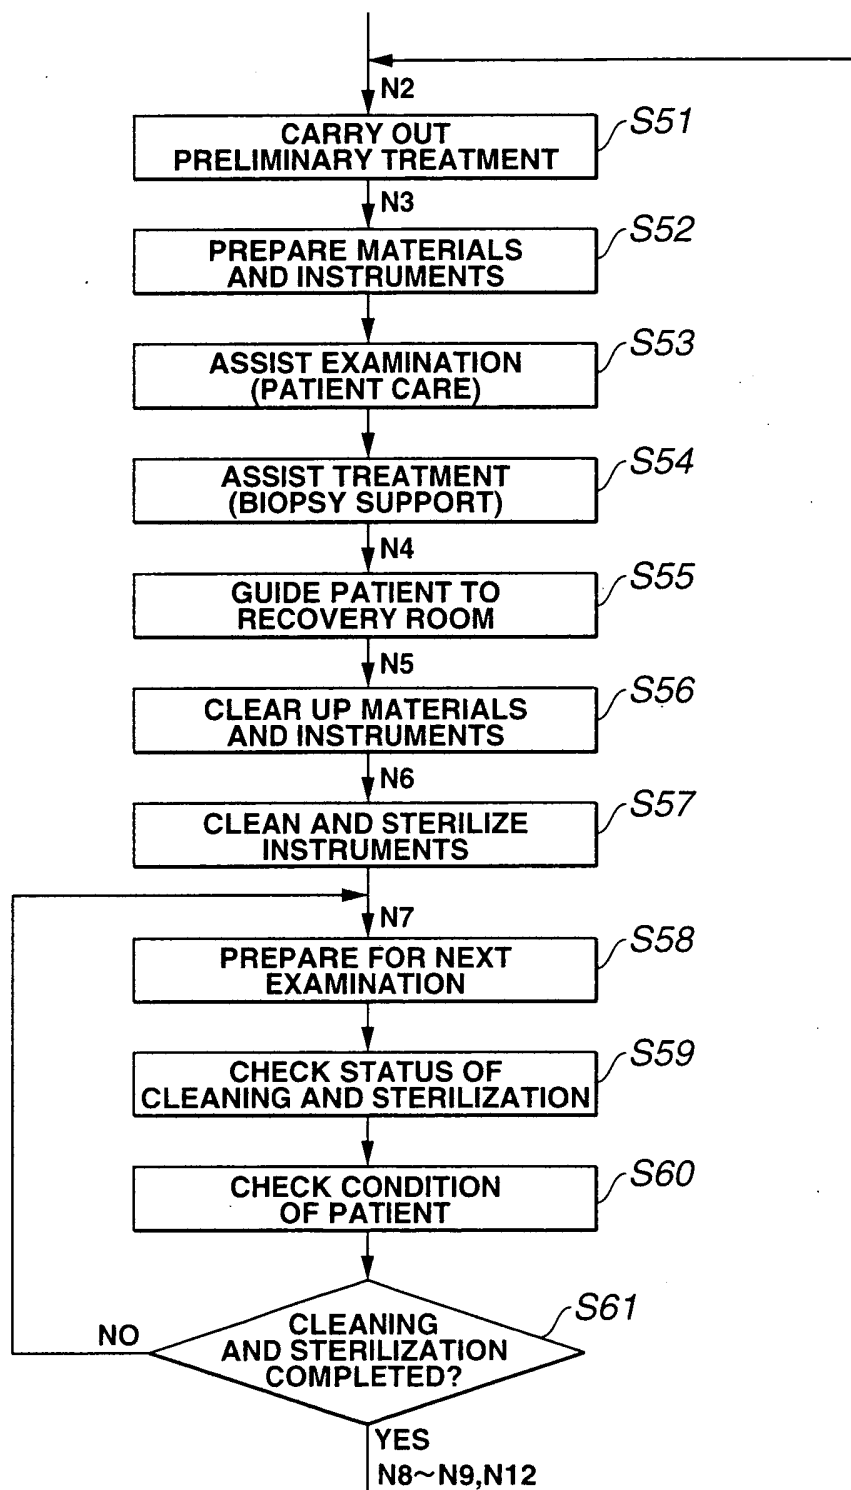 N2
S51
CARRY OUT
PRELIMINARY TREATMENT
N3
S52
PREPARE MATERIALS
AND INSTRUMENTS
S53
ASSIST EXAMINATION
(PATIENT CARE)
S54
ASSIST TREATMENT
(BIOPSY SUPPORT)
N4
S55
GUIDE PATIENT TO
RECOVERY ROOM
N5
S56
CLEAR UP MATERIALS
AND INSTRUMENTS
N6
S57
CLEAN AND STERILIZE
INSTRUMENTS
N7
S58
PREPARE FOR NEXT
EXAMINATION
S59
CHECK STATUS OF
CLEANING AND STERILIZATION
S60
CHECK CONDITION
OF PATIENT
S61
NO
CLEANING
AND STERILIZATION
COMPLETED?
YES
N8~N9,N12